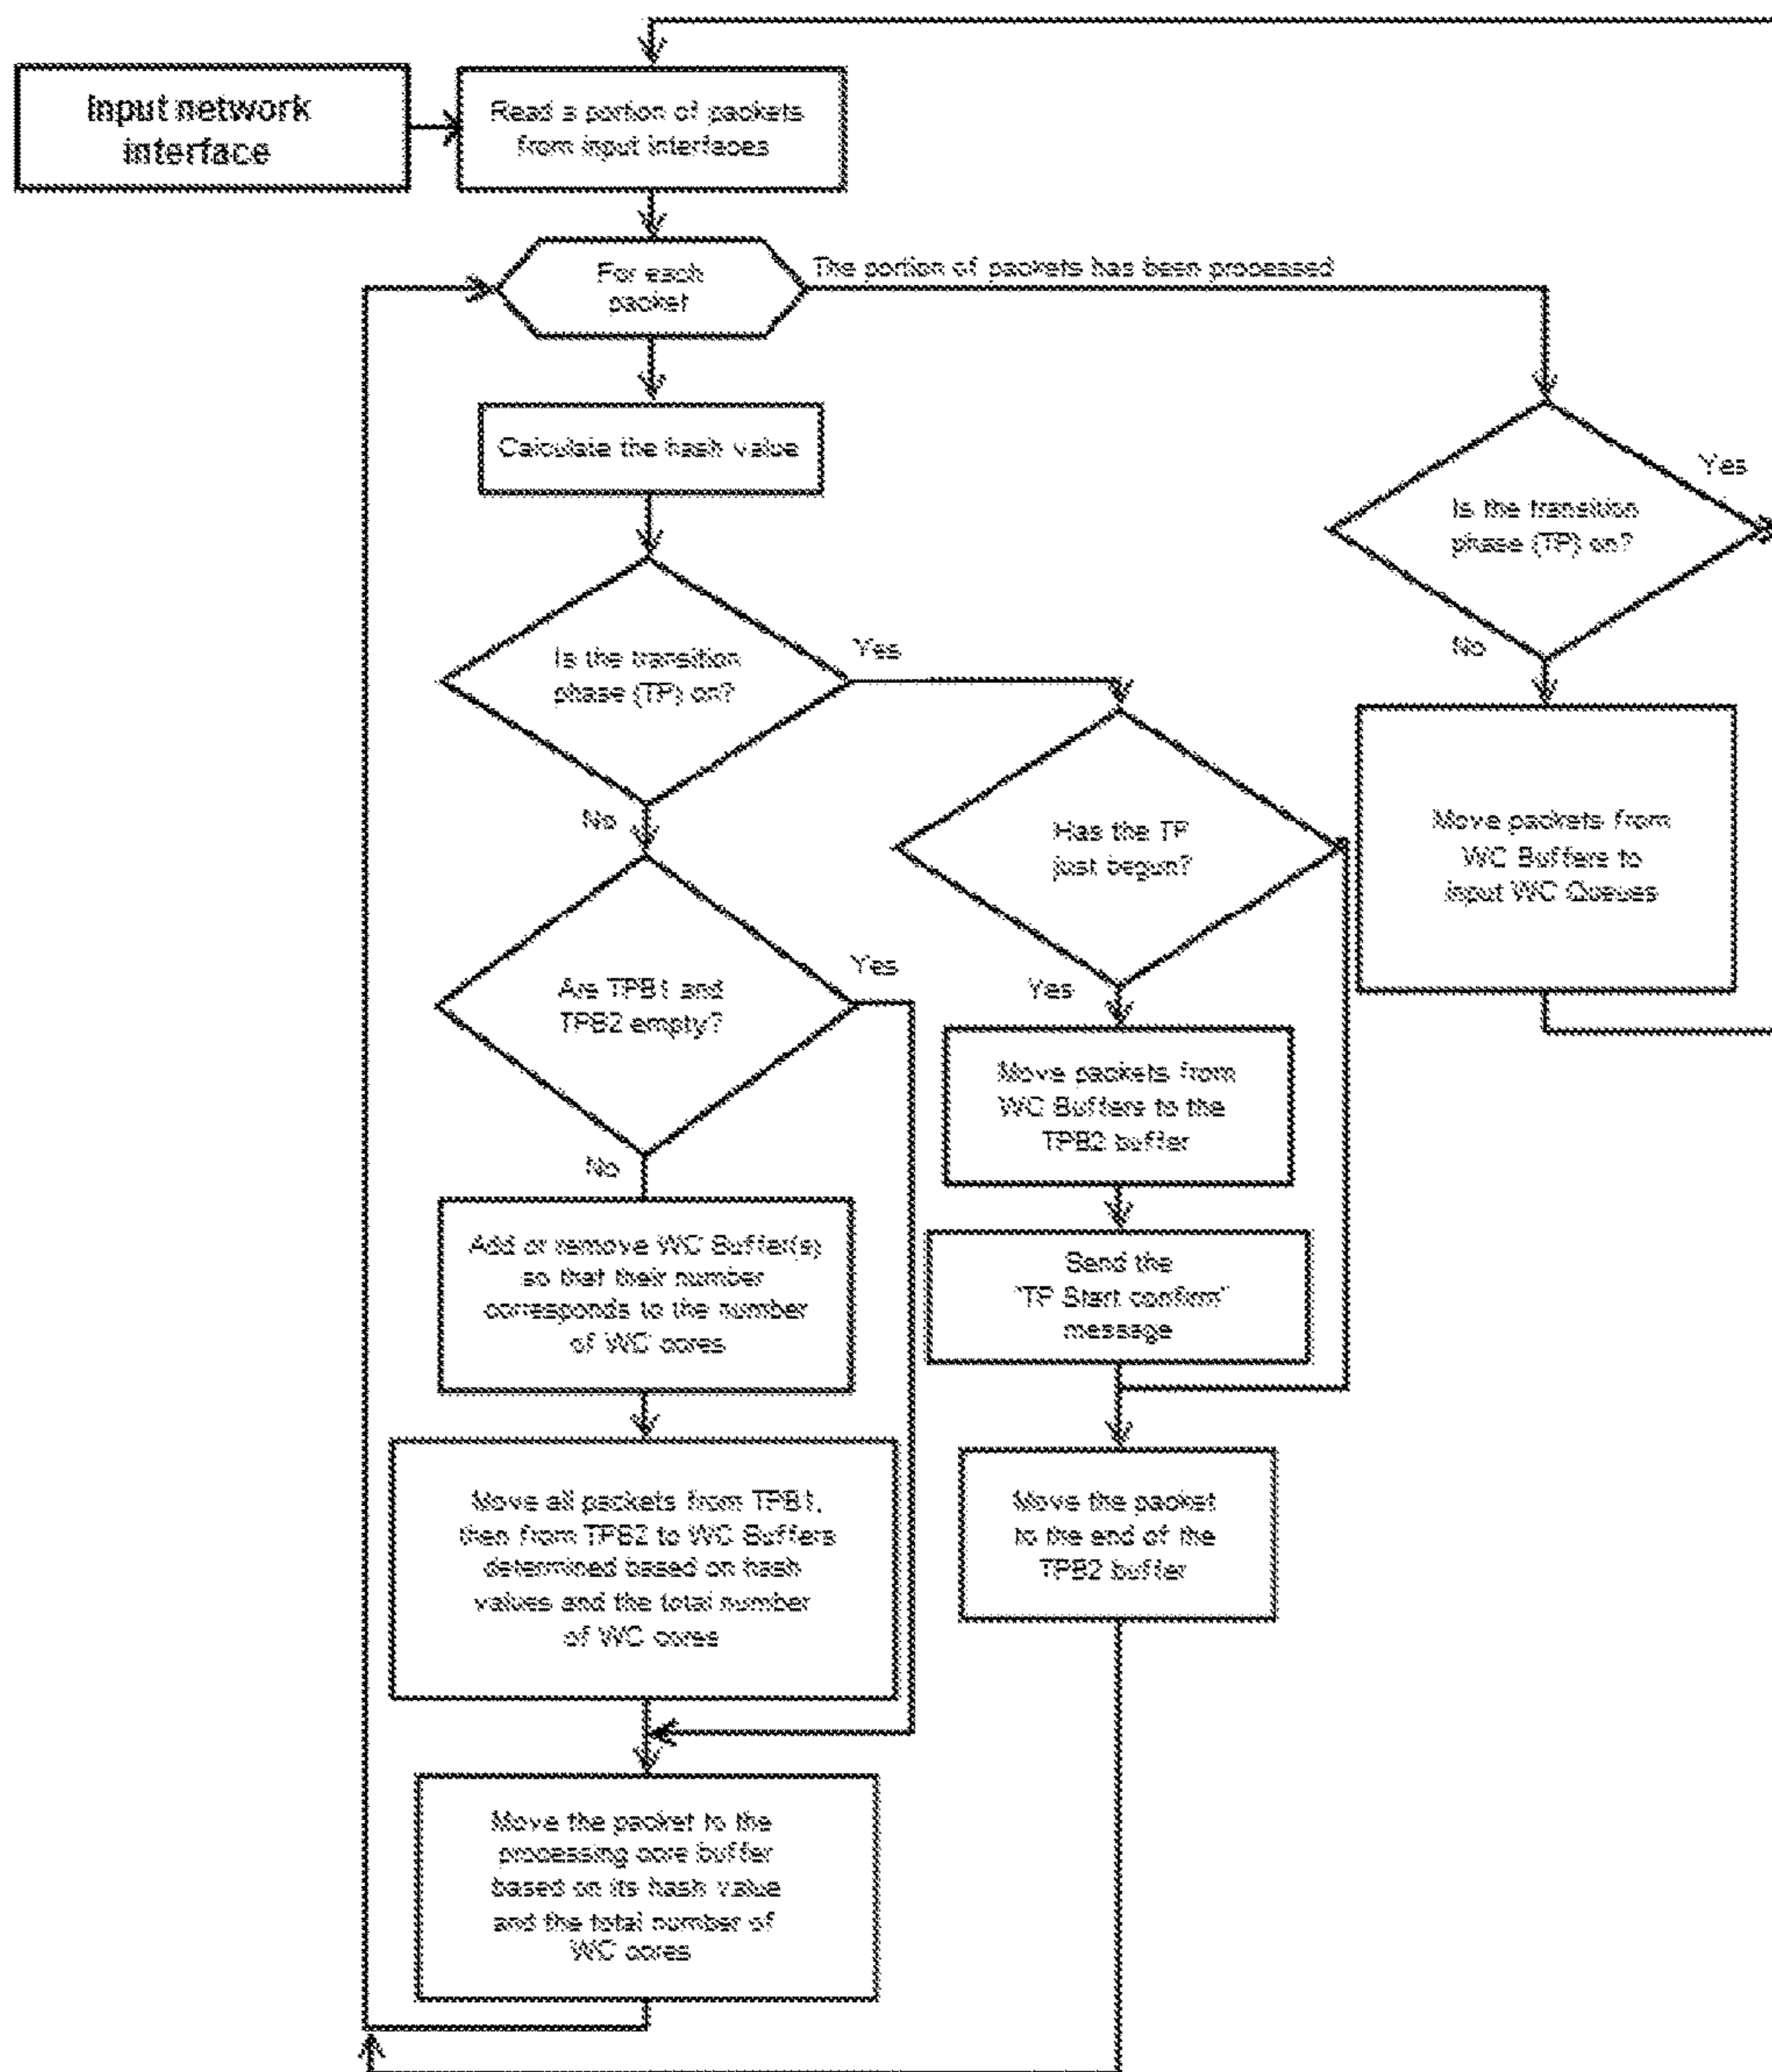 Input network
interface
Read a portion of packets
from input interfaces
For each
packet
The portion of packets has been processed
Calculate the hash value
Is the transition
phase (TP) on?
Yes
No
Is the transition
phase (TP) on?
Yes
No
Has the TP
just begun?
Yes
Move packets from
WC Buffers to
input WC Queues
Are TPB1 and
TPB2 empty?
Yes
No
Move packets from
WC Buffers to the
TPB2 buffer
Add or remove WC Buffer(s)
so that their number
corresponds to the number
of WC cores
Send the
"TP Start confirm"
message
Move all packets from TPB1,
then from TPB2 to WC Buffers
determined based on hash
values and the total number
of WC cores
Move the packet
to the end of the
TPB2 buffer
Move the packet to the
processing core buffer
based on its hash value
and the total number of
WC cores